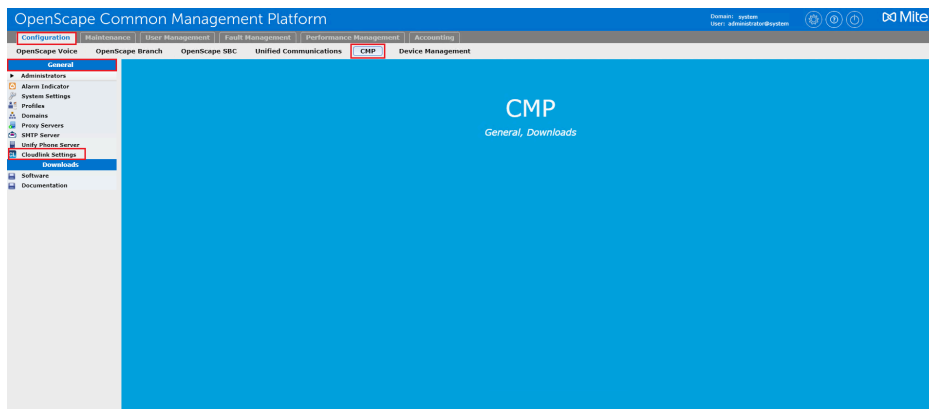 OpenScape Common Management Platform
Domain: system
User: administrator@system
Mite
Configuration Maintenance User Management Fault Management Performance Management Accounting
OpenScape Voice OpenScape Branch OpenScape SBC Unified Communications CMP Device Management
General
Administrators
Alarm Indicator
System Settings
Profiles
Domains
Proxy Servers
SMTP Server
Unify Phone Server
Cloudlink Settings
Downloads
Software
Documentation
CMP
General, Downloads